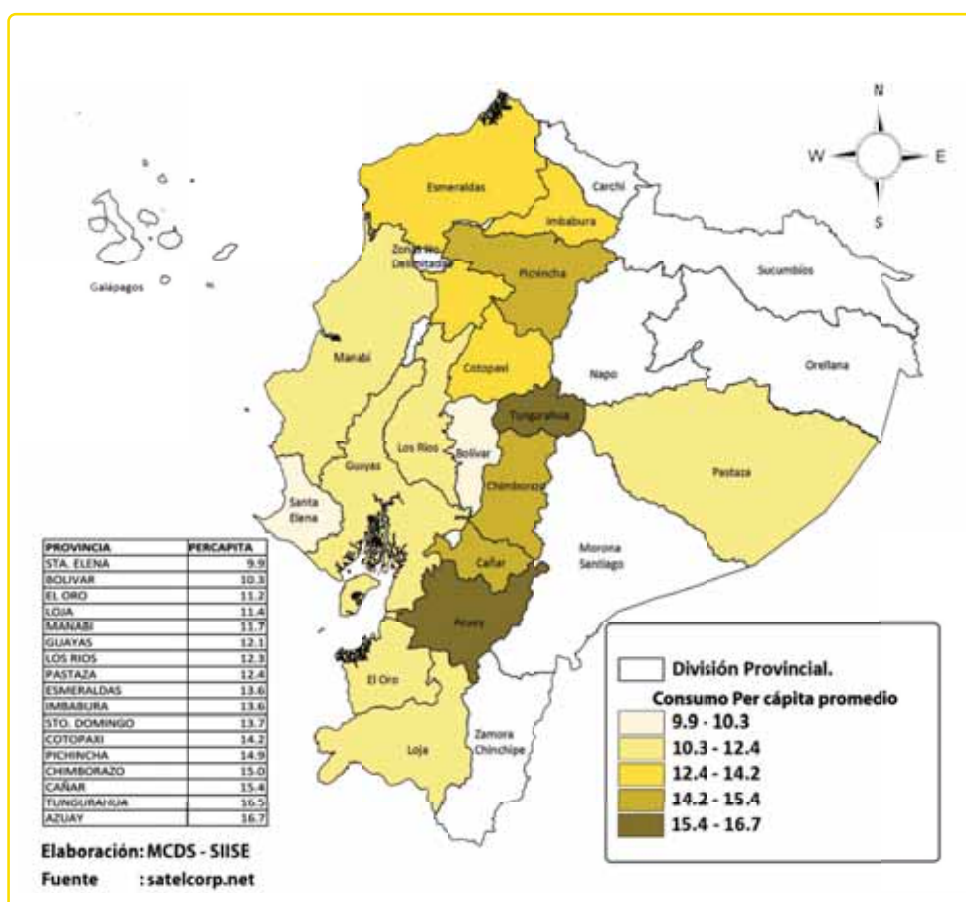 N
W
E
S
Esmeraldas
Carchi
Imbabura
Zonas No
Delimitadas
Pichincha
Sucumbíos
Galápagos
Manabí
Cotopaxi
Napo
Orellana
Tungurahua
Los Ríos
Bolívar
Guayas
Pastaza
Chimborazo
Santa
Elena
Morona
Santiago
Cañar
Azuay
El Oro
Loja
Zamora
Chinchipe
PROVINCIA PERCAPITA
STA. ELENA 9.9
BOLIVAR 10.3
EL ORO 11.2
LOJA 11.4
MANABI 11.7
GUAYAS 12.1
LOS RIOS 12.3
PASTAZA 12.4
ESMERALDAS 13.6
IMBABURA 13.6
STO. DOMINGO 13.7
COTOPAXI 14.2
PICHINCHA 14.9
CHIMBORAZO 15.0
CAÑAR 15.4
TUNGURAHUA 16.5
AZUAY 16.7
División Provincial.
Consumo Per cápita promedio
9.9 - 10.3
10.3 - 12.4
12.4 - 14.2
14.2 - 15.4
15.4 - 16.7
Elaboración: MCDS - SIISE
Fuente : satelcorp.net